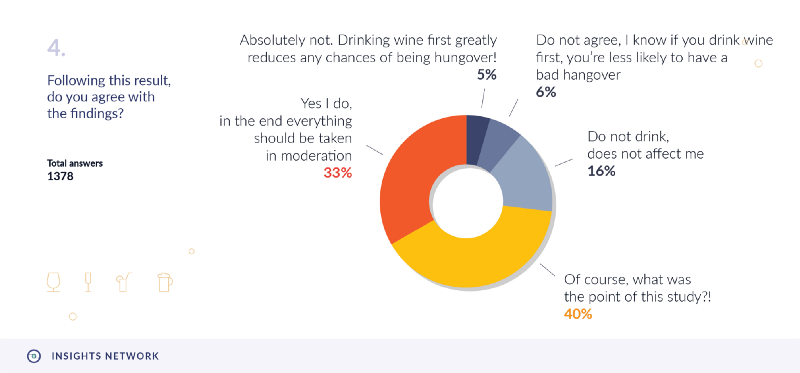 4.
Following this result,
do you agree with
the findings?
Total answers
1378
Absolutely not. Drinking wine first greatly
reduces any chances of being hungover!
5%
Do not agree, I know if you drink wine
first, you're less likely to have a
bad hangover
6%
Yes I do,
in the end everything
should be taken
in moderation
33%
Do not drink,
does not affect me
16%
Of course, what was
the point of this study?!
40%
INSIGHTS NETWORK